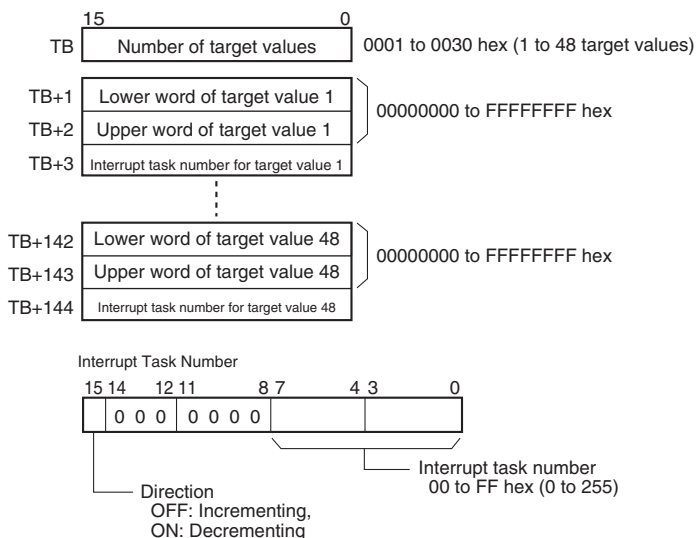 15 0
TB Number of target values 0001 to 0030 hex (1 to 48 target values)
TB+1 Lower word of target value 1
00000000 to FFFFFFFF hex
TB+2 Upper word of target value 1
TB+3 Interrupt task number for target value 1
TB+142 Lower word of target value 48
00000000 to FFFFFFFF hex
TB+143 Upper word of target value 48
TB+144 Interrupt task number for target value 48
Interrupt Task Number
15 14 12 11 8 7 4 3 0
0 0 0 0 0 0 0
Interrupt task number
00 to FF hex (0 to 255)
Direction
OFF: Incrementing,
ON: Decrementing